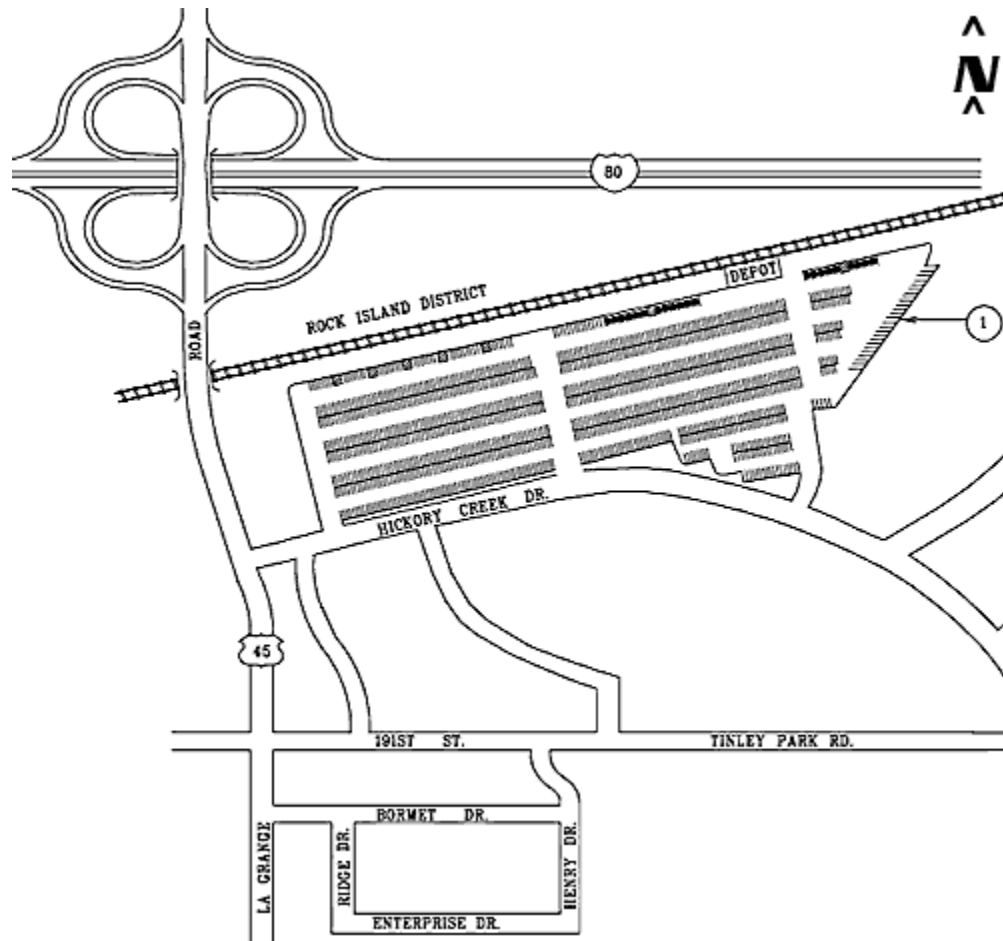 N
80
DEPOT
ROCK ISLAND DISTRICT
1
ROAD
HICKORY CREEK DR.
45
191ST ST.
TINLEY PARK RD.
BORMET DR.
LA GRANGE
RIDGE DR.
HENRY DR.
ENTERPRISE DR.